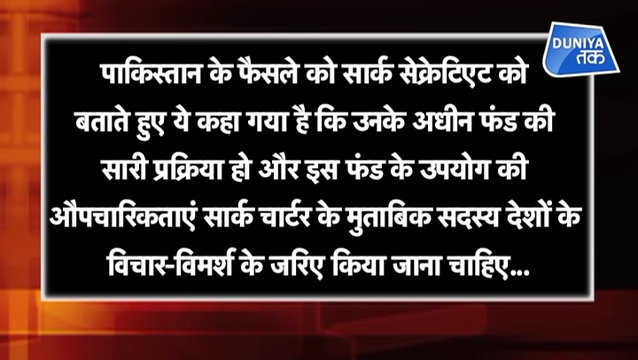 DUNIYA
तक
पाकिस्तान के फैसले को सार्क सेक्रेटिएट को
बताते हुए ये कहा गया है कि उनके अधीन फंड की
सारी प्रक्रिया हो और इस फंड के उपयोग की
औपचारिकताएं सार्क चार्टर के मुताबिक सदस्य देशों के
विचार-विमर्श के जरिए किया जाना चाहिए...